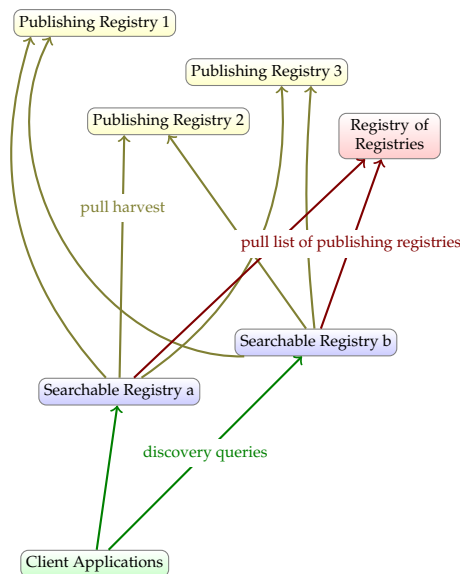 Publishing Registry 1
Publishing Registry 3
Publishing Registry 2
Registry of
Registries
pull harvest
pull list of publishing registries
Searchable Registry b
Searchable Registry a
discovery queries
Client Applications